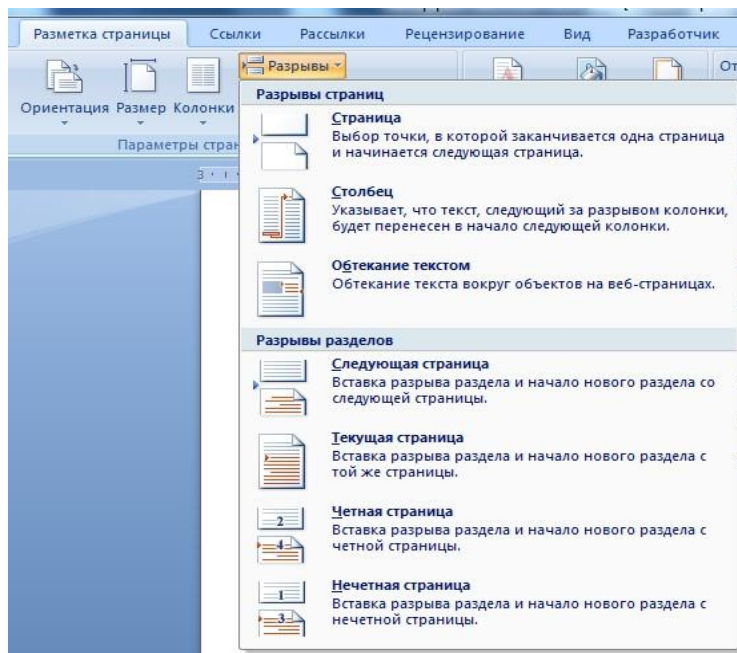 Разметка страницы Ссылки Рассылки Рецензирование Вид Разработчик
Разрывы
Ориентация Размер Колонки
Параметры
Разрывы страниц
Страница
Выбор точки, в которой заканчивается одна страница
и начинается следующая страница.
Столбец
Указывает, что текст, следующий за разрывом колонки,
будет перенесен в начало следующей колонки.
Обтекание текстом
Обтекание текста вокруг объектов на веб-страницах.
Разрывы разделов
Следующая страница
Вставка разрыва раздела и начало нового раздела со
следующей страницы.
Текущая страница
Вставка разрыва раздела и начало нового раздела с
той же страницы.
2
4
Четная страница
Вставка разрыва раздела и начало нового раздела с
четной страницы.
1
3
Нечетная страница
Вставка разрыва раздела и начало нового раздела с
нечетной страницы.